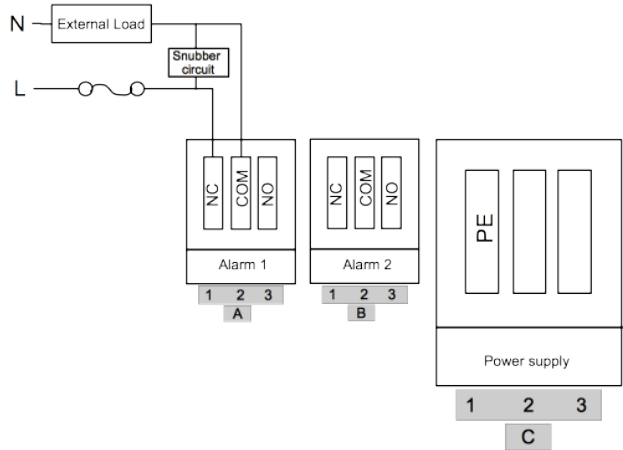 N
External Load
Snubber
circuit
L
NC
COM
NO
NC
COM
NO
PE
Alarm 1
Alarm 2
1 2 3
1 2 3
A
B
Power supply
1 2 3
C